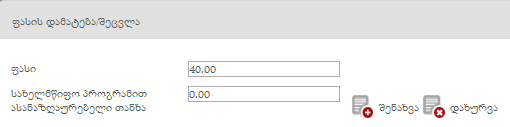 ფასის დამატება/შეცვლა
ფასი 40.00
სახელმწიფო პროგრამით
ასანაზღაურებელი თანხა 0.00
შენახვა დახურვა